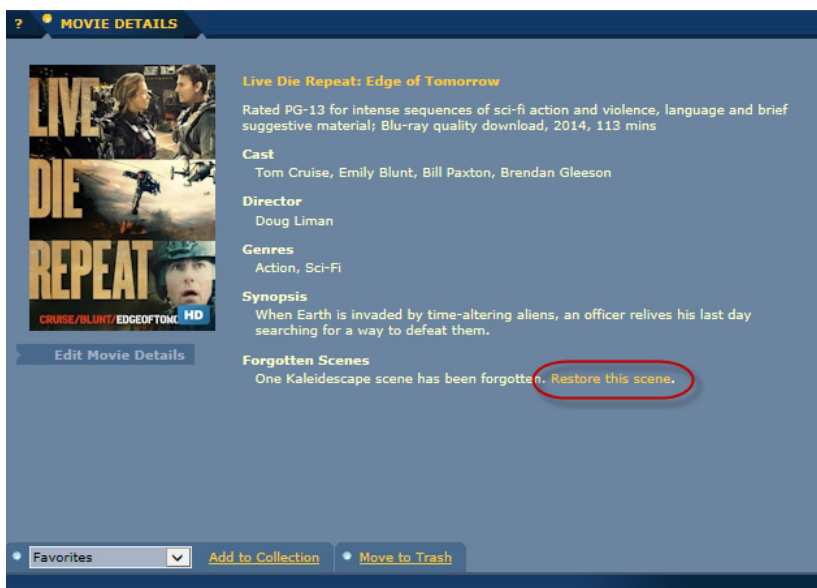 ? MOVIE DETAILS
LIVE
DIE
REPEAT
CRUISE/BLUNT/EDGEOFTOMO
HD
Edit Movie Details
Live Die Repeat: Edge of Tomorrow
Rated PG-13 for intense sequences of sci-fi action and violence, language and brief
suggestive material; Blu-ray quality download, 2014, 113 mins
Cast
Tom Cruise, Emily Blunt, Bill Paxton, Brendan Gleeson
Director
Doug Liman
Genres
Action, Sci-Fi
Synopsis
When Earth is invaded by time-altering aliens, an officer relives his last day
searching for a way to defeat them.
Forgotten Scenes
One Kaleidescape scene has been forgotten. Restore this scene.
Favorites Add to Collection Move to Trash